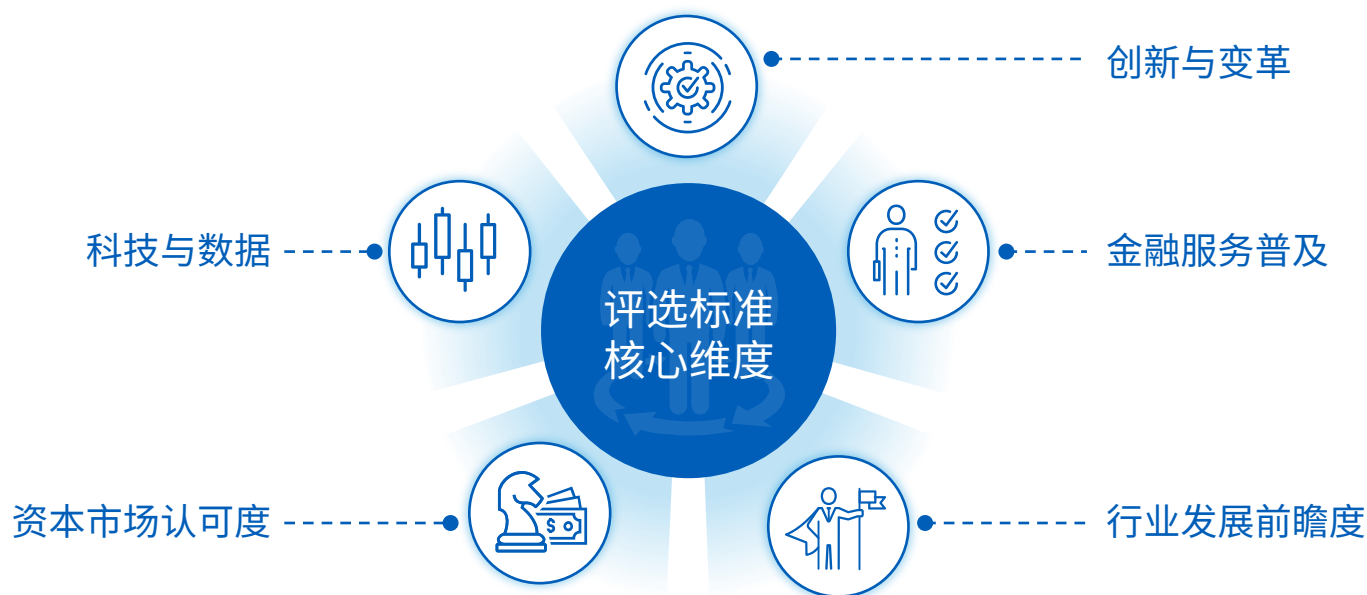 创新与变革
科技与数据
金融服务普及
评选标准
核心维度
资本市场认可度
行业发展前瞻度